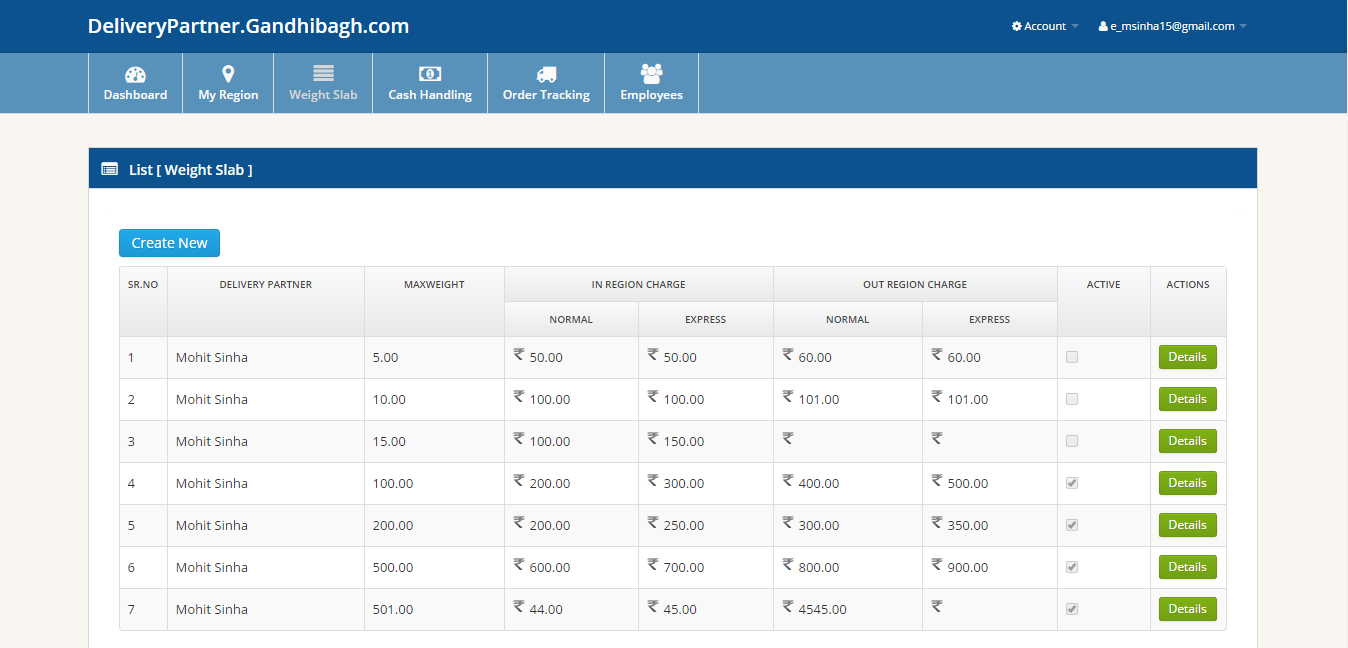 DeliveryPartner.Gandhibagh.com
Account
e_msinha15@gmail.com
Dashboard
My Region
Weight Slab
Cash Handling
Order Tracking
Employees
List [ Weight Slab ]
Create New
SR.NO DELIVERY PARTNER MAXWEIGHT IN REGION CHARGE OUT REGION CHARGE ACTIVE ACTIONS
NORMAL EXPRESS NORMAL EXPRESS
1 Mohit Sinha 5.00 ₹ 50.00 ₹ 50.00 ₹ 60.00 ₹ 60.00 Details
2 Mohit Sinha 10.00 ₹ 100.00 ₹ 100.00 ₹ 101.00 ₹ 101.00 Details
3 Mohit Sinha 15.00 ₹ 100.00 ₹ 150.00 ₹ ₹ Details
4 Mohit Sinha 100.00 ₹ 200.00 ₹ 300.00 ₹ 400.00 ₹ 500.00 Details
5 Mohit Sinha 200.00 ₹ 200.00 ₹ 250.00 ₹ 300.00 ₹ 350.00 Details
6 Mohit Sinha 500.00 ₹ 600.00 ₹ 700.00 ₹ 800.00 ₹ 900.00 Details
7 Mohit Sinha 501.00 ₹ 44.00 ₹ 45.00 ₹ 4545.00 ₹ Details